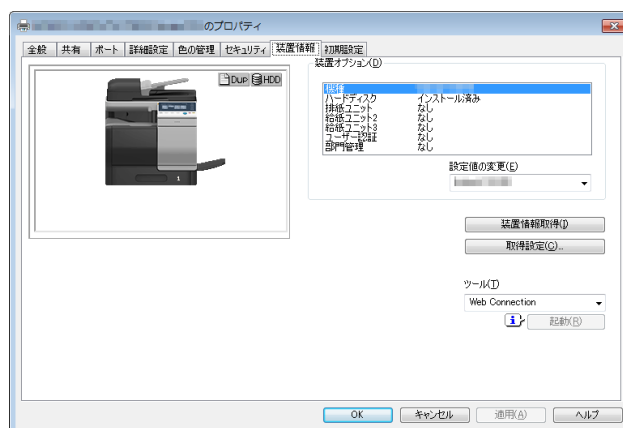 のプロパティ
全般 共有 ポート 詳細設定 色の管理 セキュリティ 装置情報 初期設定
Dup HDD
装置オプション(D)
機種
ハードディスク インストール済み
排紙ユニット なし
給紙ユニット2 なし
給紙ユニット3 なし
ユーザー認証 なし
部門管理 なし
設定値の変更(E)
装置情報取得(I)
取得設定(C)...
ツール(T)
Web Connection
起動(R)
OK キャンセル 適用(A) ヘルプ